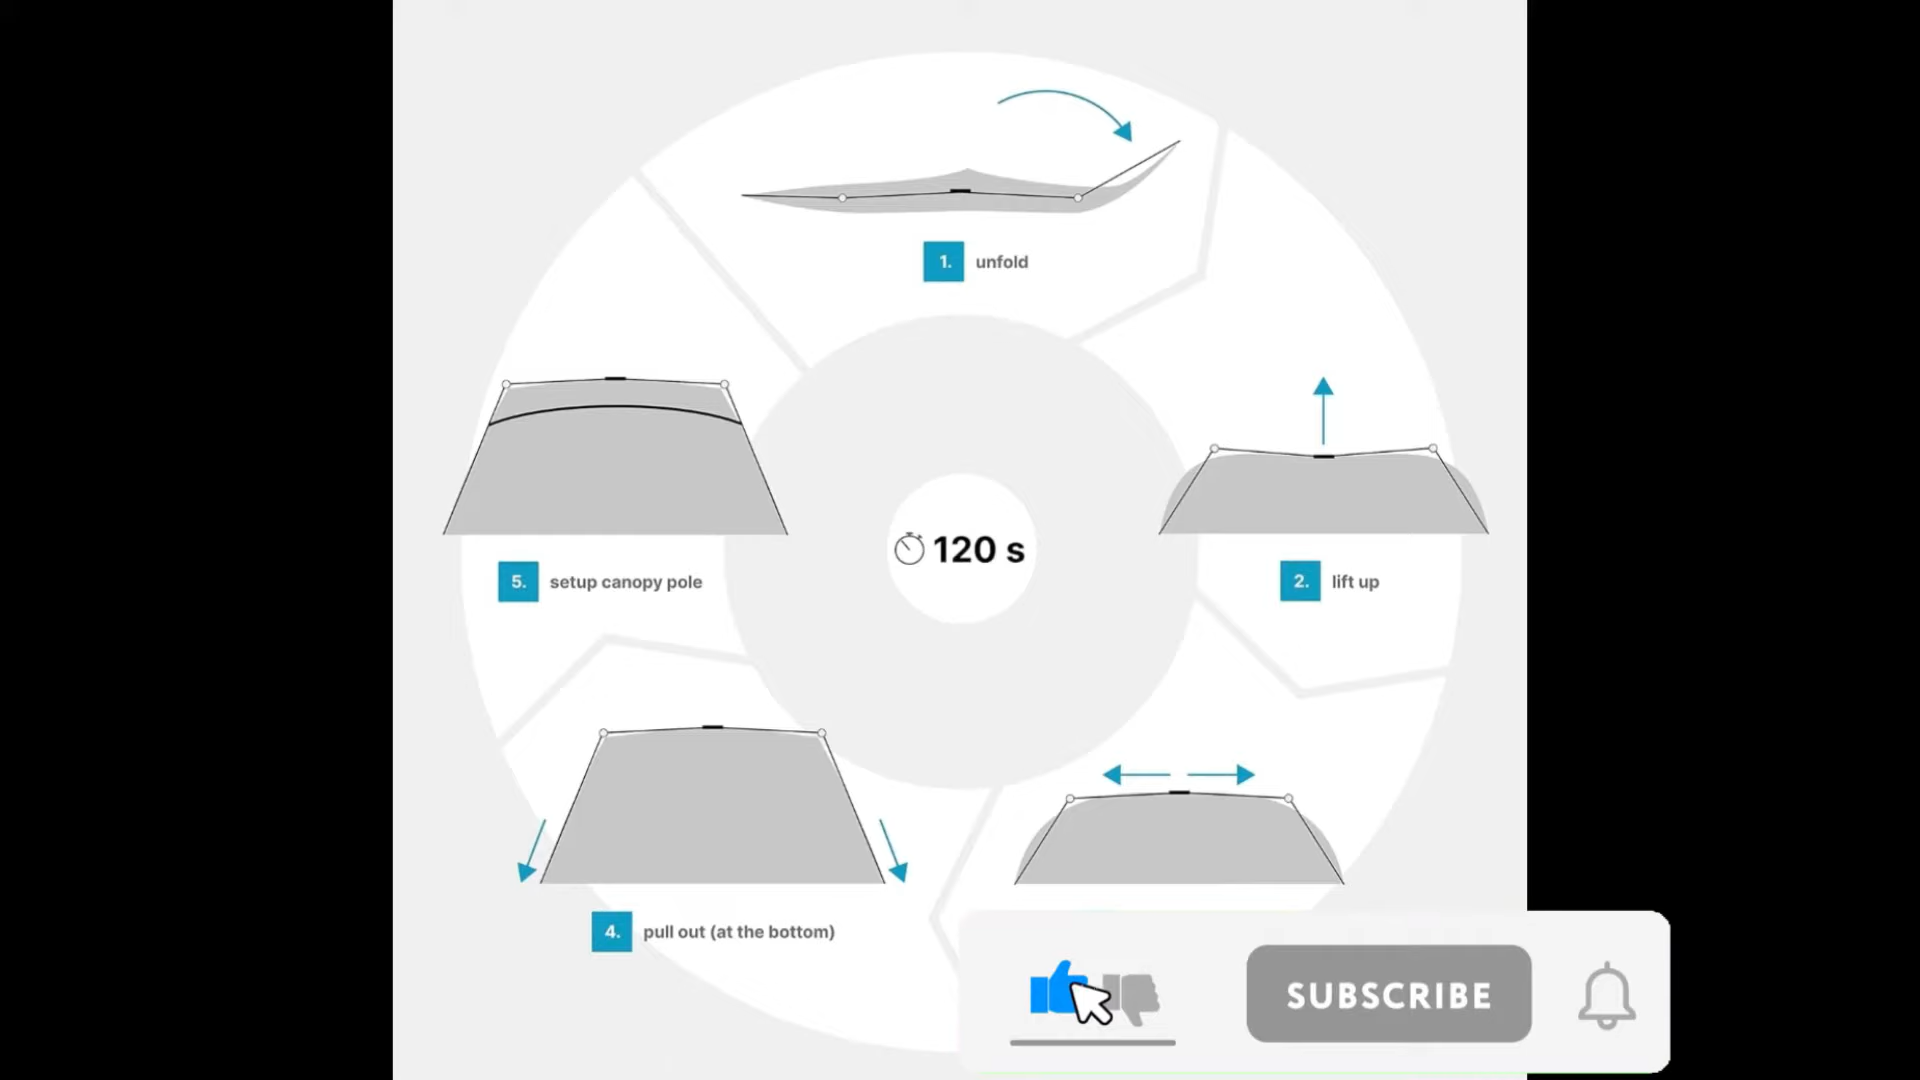 1. unfold
2. lift up
120 s
5. setup canopy pole
4. pull out (at the bottom)
SUBSCRIBE